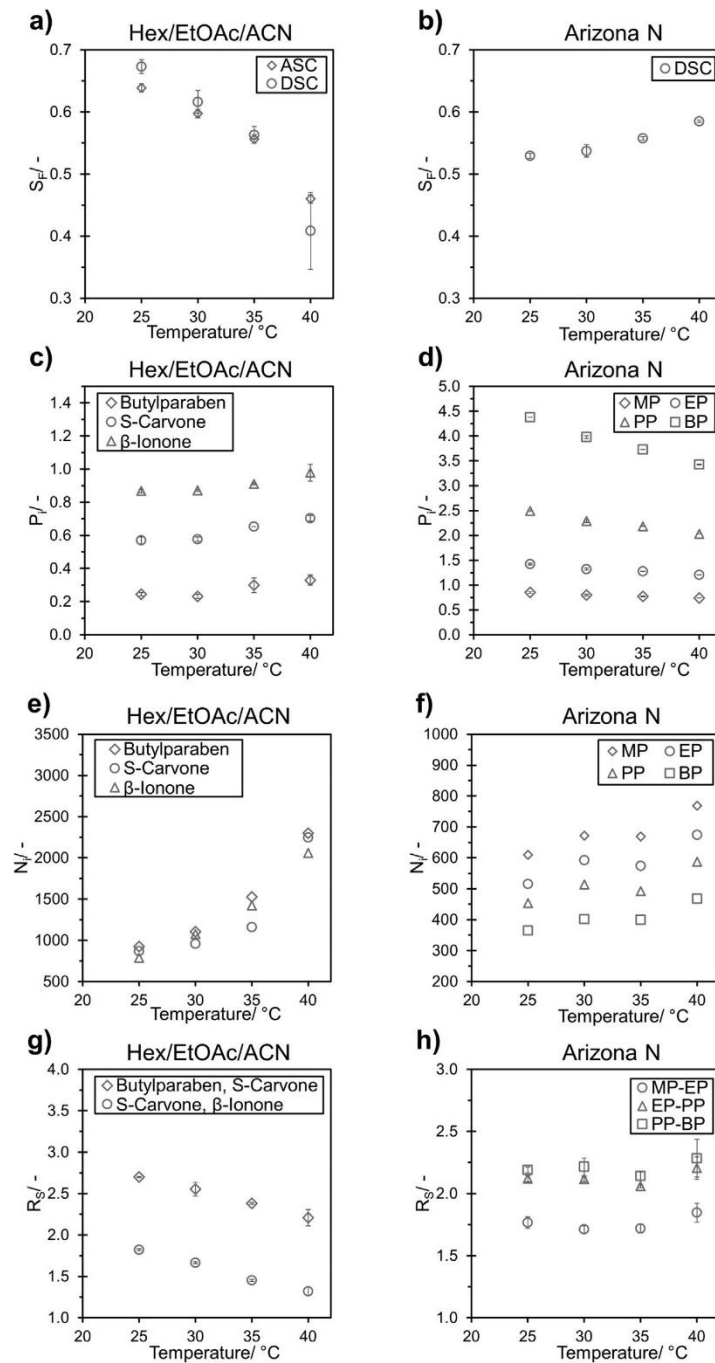 a)
Hex/EtOAc/ACN
0.7
0.6
0.5
0.4
0.3
S_F/ -
ASC
DSC
20 25 30 35 40
Temperature/ °C
b)
Arizona N
0.7
0.6
0.5
0.4
0.3
S_F/ -
DSC
20 25 30 35 40
Temperature/ °C
c)
Hex/EtOAc/ACN
1.4
1.2
1.0
0.8
0.6
0.4
0.2
0.0
P_i/ -
Butylparaben
S-Carvone
β-Ionone
20 25 30 35 40
Temperature/ °C
d)
Arizona N
5.0
4.5
4.0
3.5
3.0
2.5
2.0
1.5
1.0
0.5
0.0
P_i/ -
MP EP
PP BP
20 25 30 35 40
Temperature/ °C
e)
Hex/EtOAc/ACN
3500
3000
2500
2000
1500
1000
500
N_i/ -
Butylparaben
S-Carvone
β-Ionone
20 25 30 35 40
Temperature/ °C
f)
Arizona N
1000
900
800
700
600
500
400
300
200
N_i/ -
MP EP
PP BP
20 25 30 35 40
Temperature/ °C
g)
Hex/EtOAc/ACN
4.0
3.5
3.0
2.5
2.0
1.5
1.0
R_S/ -
Butylparaben, S-Carvone
S-Carvone, β-Ionone
20 25 30 35 40
Temperature/ °C
h)
Arizona N
3.0
2.5
2.0
1.5
1.0
R_S/ -
MP-EP
EP-PP
PP-BP
20 25 30 35 40
Temperature/ °C